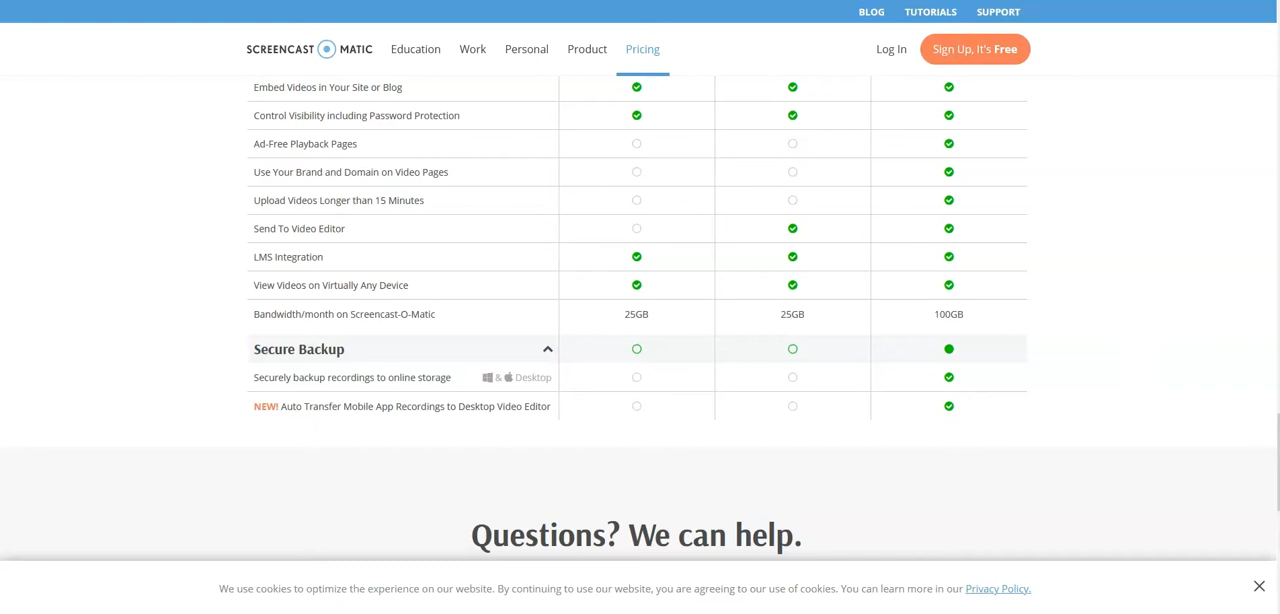 BLOG TUTORIALS SUPPORT
SCREENCAST MATIC Education Work Personal Product Pricing Log In Sign Up, It's Free
Embed Videos in Your Site or Blog
Control Visibility including Password Protection
Ad-Free Playback Pages
Use Your Brand and Domain on Video Pages
Upload Videos Longer than 15 Minutes
Send To Video Editor
LMS Integration
View Videos on Virtually Any Device
Bandwidth/month on Screencast-O-Matic 25GB 25GB 100GB
Secure Backup
Securely backup recordings to online storage & Desktop
NEW! Auto Transfer Mobile App Recordings to Desktop Video Editor
Questions? We can help.
We use cookies to optimize the experience on our website. By continuing to use our website, you are agreeing to our use of cookies. You can learn more in our Privacy Policy.